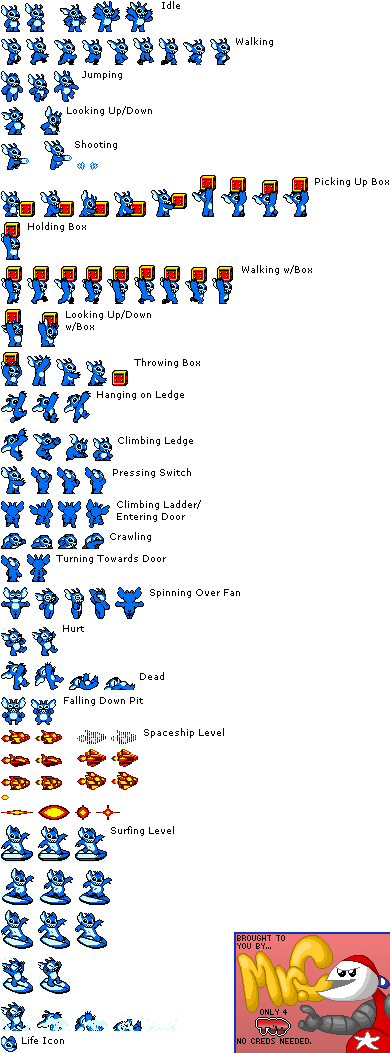 Idle
Walking
Jumping
Looking Up/Down
Shooting
Picking Up Box
Holding Box
Walking w/Box
Looking Up/Down
w/Box
Throwing Box
Hanging on Ledge
Climbing Ledge
Pressing Switch
Climbing Ladder/
Entering Door
Crawling
Turning Towards Door
Spinning Over Fan
Hurt
Dead
Falling Down Pit
Spaceship Level
Surfing Level
BROUGHT TO
YOU BY...
Mr. C
ONLY 4
NO CREDS NEEDED.
Life Icon